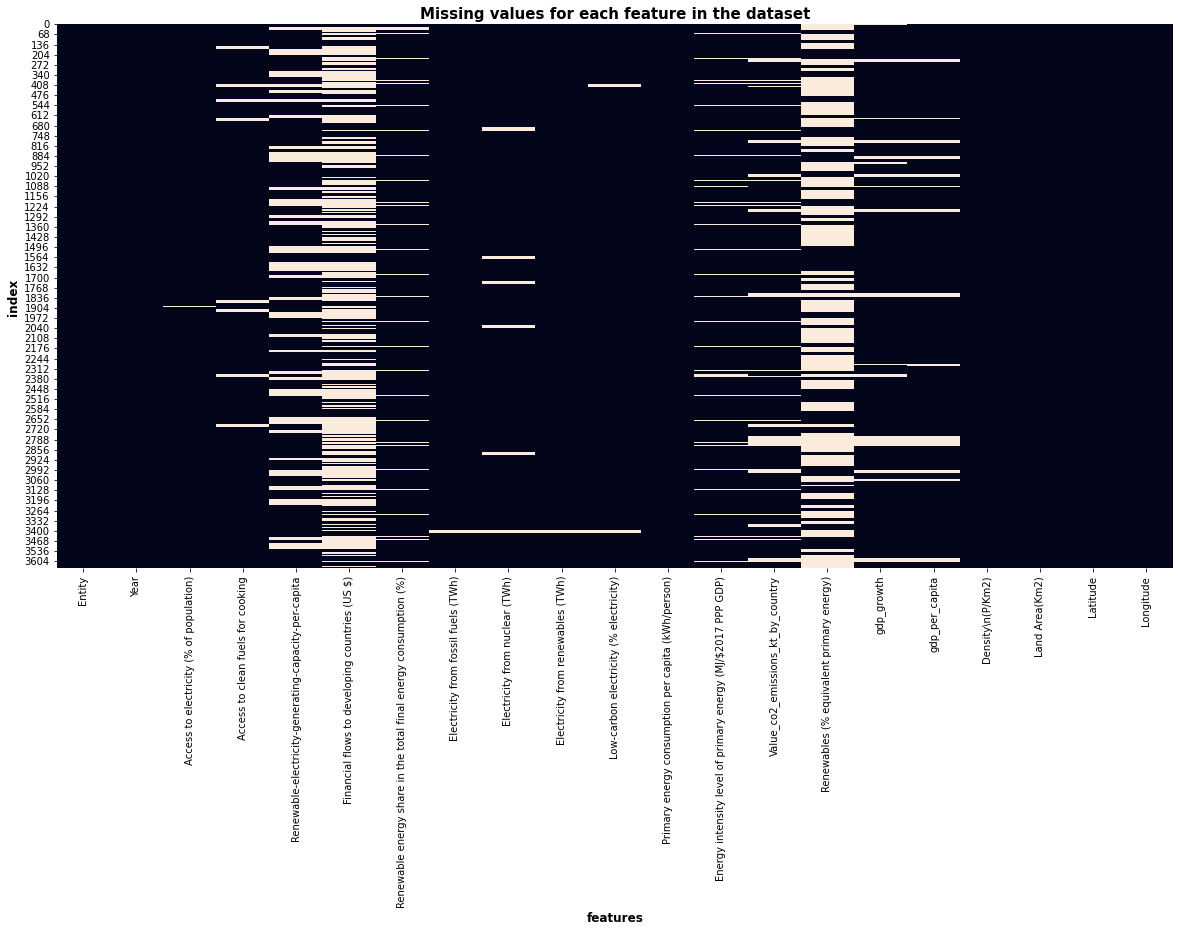 Missing values for each feature in the dataset
0
68
136
204
272
340
408
476
544
612
680
748
816
884
952
1020
1088
1156
1224
1292
1360
1428
1496
1564
1632
1700
1768
1836
1904
1972
2040
2108
2176
2244
2312
2380
2448
2516
2584
2652
2720
2788
2856
2924
2992
3060
3128
3196
3264
3332
3400
3468
3536
3604
index
Entity
Year
Access to electricity (% of population)
Access to clean fuels for cooking
Renewable-electricity-generating-capacity-per-capita
Financial flows to developing countries (US $)
Renewable energy share in the total final energy consumption (%)
Electricity from fossil fuels (TWh)
Electricity from nuclear (TWh)
Electricity from renewables (TWh)
Low-carbon electricity (% electricity)
Primary energy consumption per capita (kWh/person)
Energy intensity level of primary energy (MJ/$2017 PPP GDP)
Value_co2_emissions_kt_by_country
Renewables (% equivalent primary energy)
gdp_growth
gdp_per_capita
Density\n(P/Km2)
Land Area(Km2)
Latitude
Longitude
features